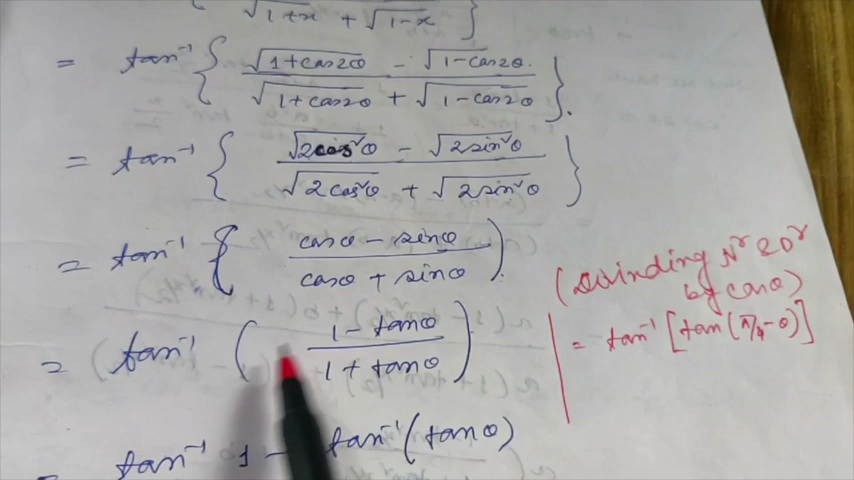 √1+x + √1-x }
= tan⁻¹ { √1+cos2θ - √1-cos2θ / √1+cos2θ + √1-cos2θ }.
= tan⁻¹ { √2cos²θ - √2sin²θ / √2cos²θ + √2sin²θ }
= tan⁻¹ { cosθ - sinθ / cosθ + sinθ ).
(Devinding Nʳ & Dʳ
by cosθ)
= tan⁻¹ ( 1 - tanθ / 1 + tanθ )
= tan⁻¹ [tan(π/4-θ)]
= tan⁻¹ 1 - tan⁻¹(tanθ)